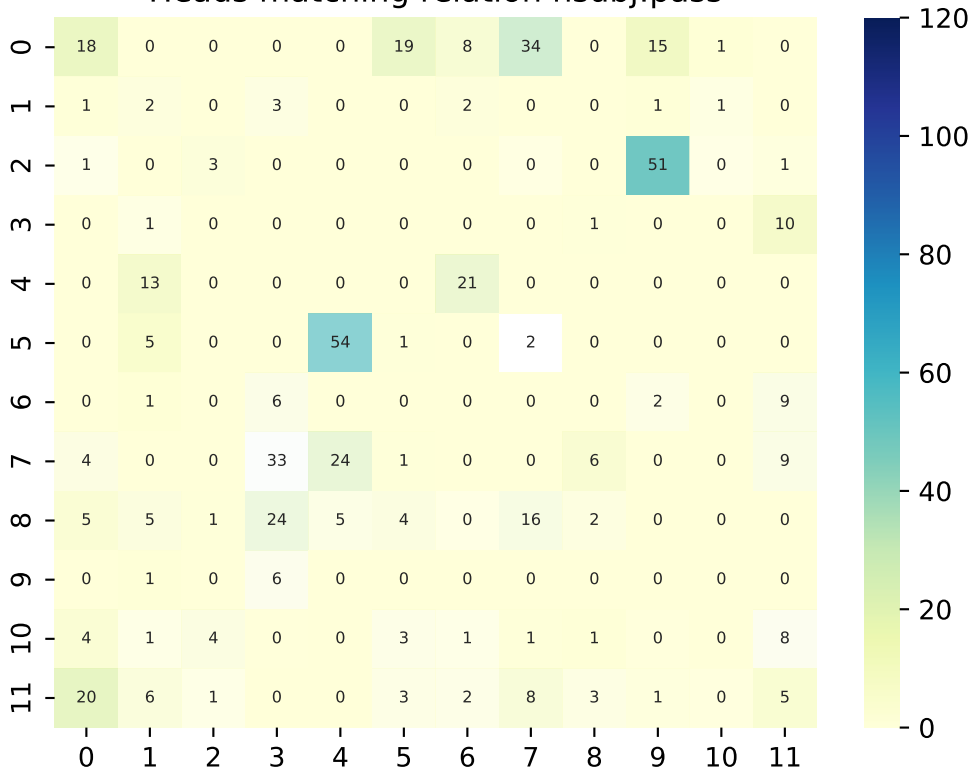 Heads matching relation nsubj:pass
0 18 0 0 0 0 19 8 34 0 15 1 0
1 1 2 0 3 0 0 2 0 0 1 1 0
2 1 0 3 0 0 0 0 0 0 51 0 1
3 0 1 0 0 0 0 0 0 1 0 0 10
4 0 13 0 0 0 0 21 0 0 0 0 0
5 0 5 0 0 54 1 0 2 0 0 0 0
6 0 1 0 6 0 0 0 0 0 2 0 9
7 4 0 0 33 24 1 0 0 6 0 0 9
8 5 5 1 24 5 4 0 16 2 0 0 0
9 0 1 0 6 0 0 0 0 0 0 0 0
10 4 1 4 0 0 3 1 1 1 0 0 8
11 20 6 1 0 0 3 2 8 3 1 0 5
0 1 2 3 4 5 6 7 8 9 10 11
120
100
80
60
40
20
0